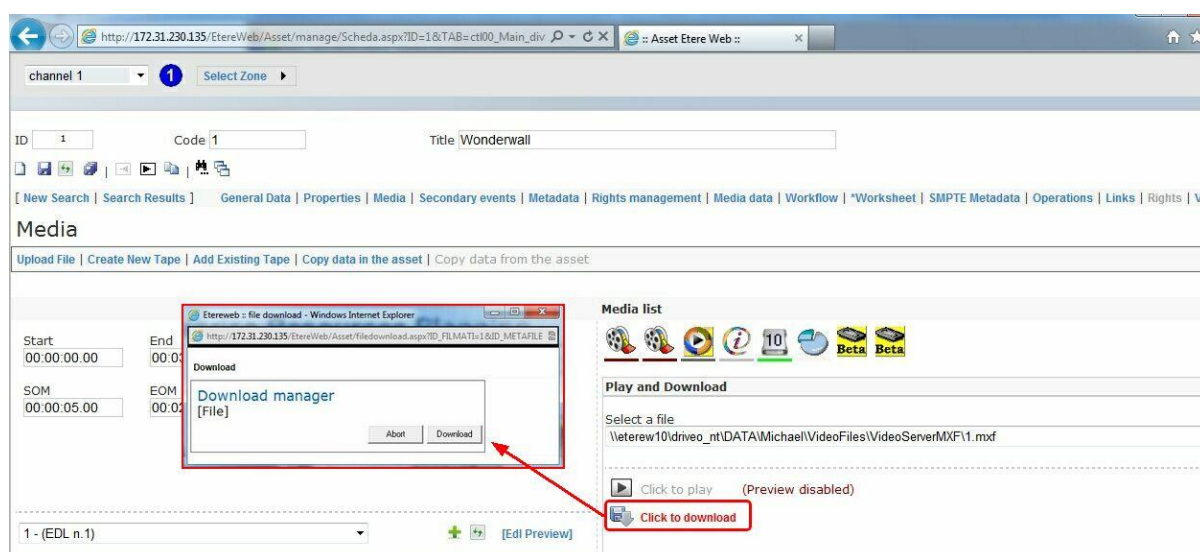 http://172.31.230.135/EtereWeb/Asset/manage/Scheda.aspx?ID=1&TAB=ctl00_Main_div
:: Asset Etere Web ::
channel 1
1
Select Zone
ID 1 Code 1 Title Wonderwall
[ New Search | Search Results ] General Data | Properties | Media | Secondary events | Metadata | Rights management | Media data | Workflow | *Worksheet | SMPTE Metadata | Operations | Links | Rights |
Media
Upload File | Create New Tape | Add Existing Tape | Copy data in the asset | Copy data from the asset
Start
00:00:00.00
End
SOM
00:00:05.00
EOM
Etereweb :: file download - Windows Internet Explorer
http://172.31.230.135/EtereWeb/Asset/filedownload.aspx?ID_FILMATI=1&ID_METAFILE
Download
Download manager
[File]
Abort
Download
1 - (EDL n.1)
[Edl Preview]
Media list
10
Beta
Beta
Play and Download
Select a file
\\eterew10\driveo_nt\DATA\Michael\VideoFiles\VideoServerMXF\1.mxf
Click to play (Preview disabled)
Click to download